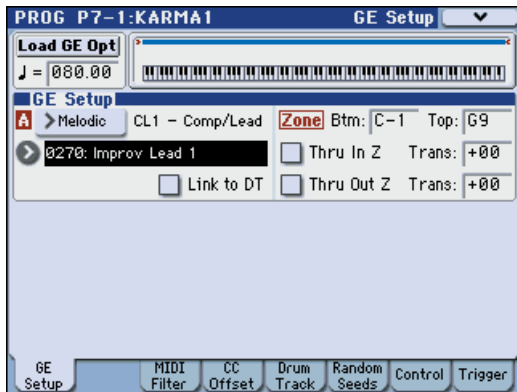 PROG P7-1:KARMA1 GE Setup
Load GE Opt
♩ = 080.00
GE Setup
A Melodic CL1 - Comp/Lead Zone Btm: C-1 Top: G9
0270: Improv Lead 1 Thru In Z Trans: +00
Link to DT Thru Out Z Trans: +00
GE Setup MIDI Filter CC Offset Drum Track Random Seeds Control Trigger